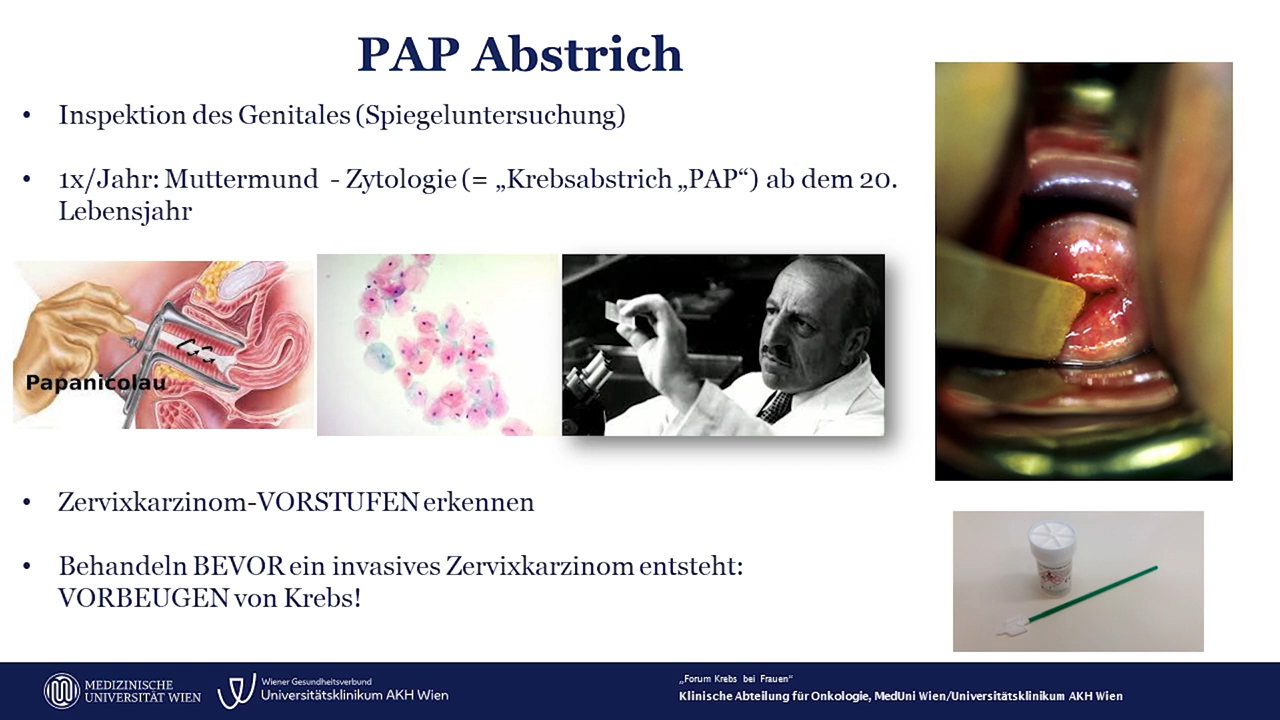 PAP Abstrich
• Inspektion des Genitales (Spiegeluntersuchung)
• 1x/Jahr: Muttermund - Zytologie (= „Krebsabstrich „PAP“) ab dem 20.
Lebensjahr
Papanicolau
• Zervixkarzinom-VORSTUFEN erkennen
• Behandeln BEVOR ein invasives Zervixkarzinom entsteht:
VORBEUGEN von Krebs!
MEDIZINISCHE
UNIVERSITÄT WIEN
Wiener Gesundheitsverbund
Universitätsklinikum AKH Wien
„Forum Krebs bei Frauen“
Klinische Abteilung für Onkologie, MedUni Wien/Universitätsklinikum AKH Wien